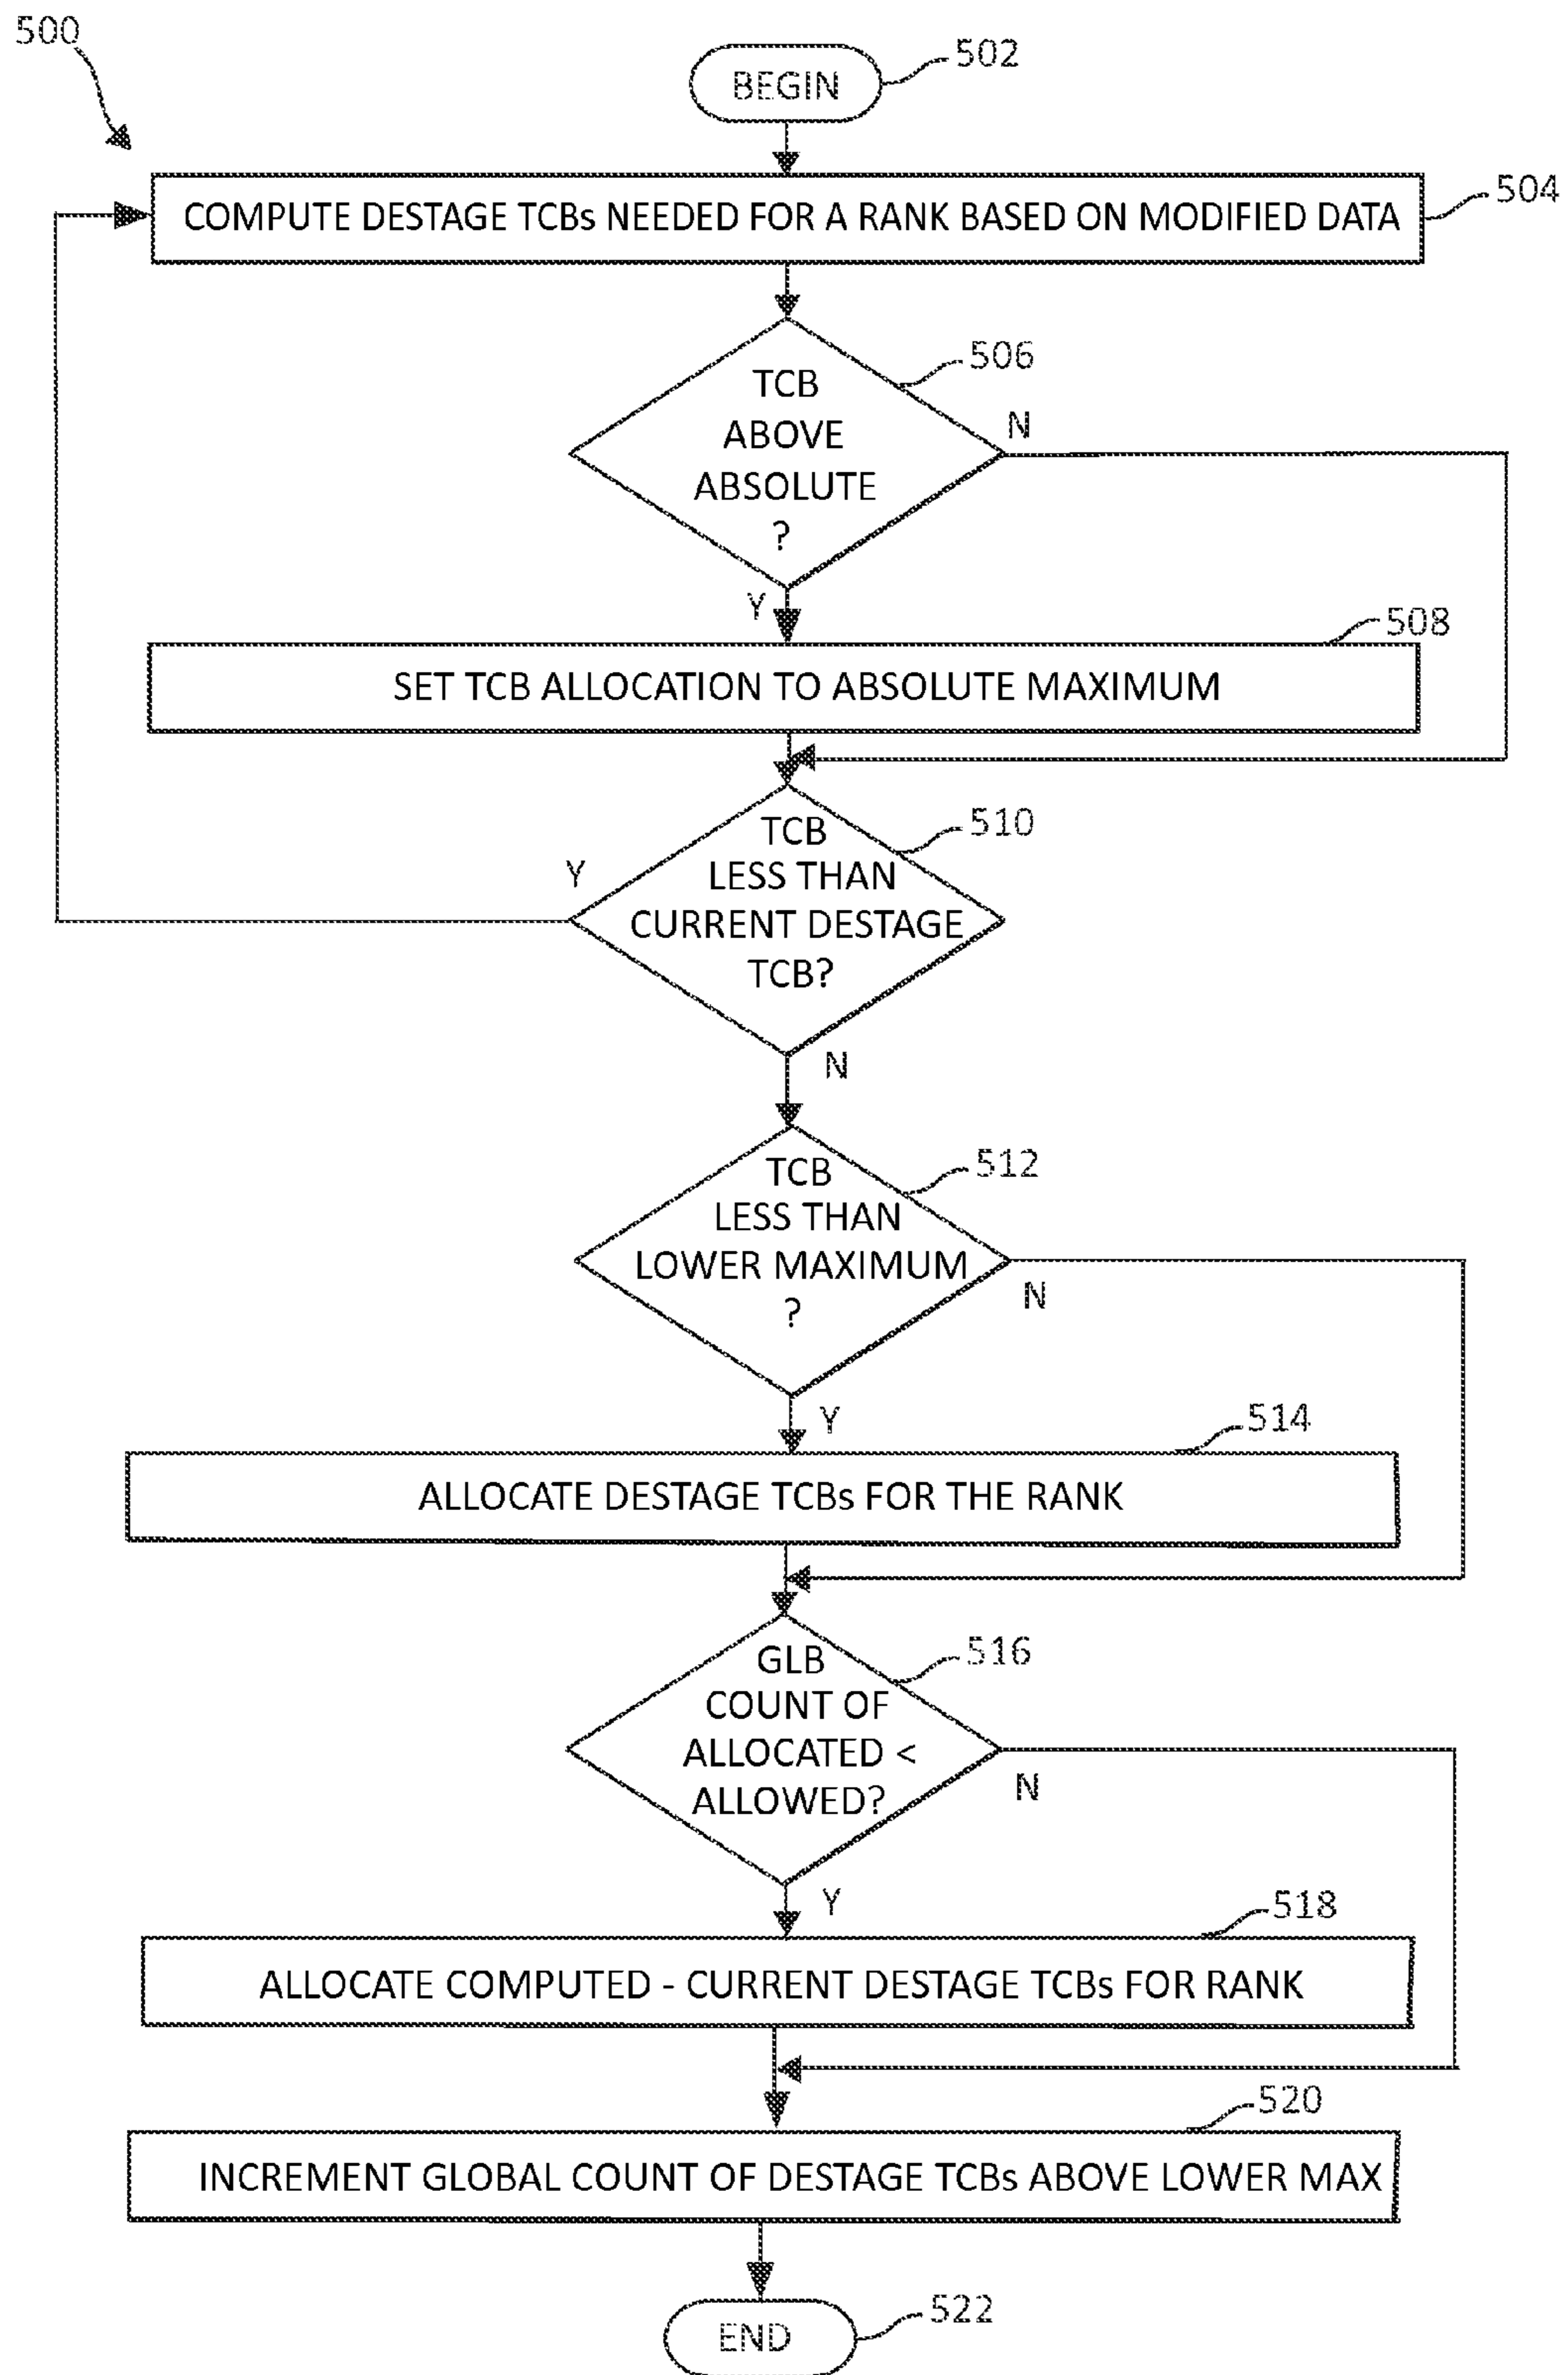 500
BEGIN
502
COMPUTE DESTAGE TCBs NEEDED FOR A RANK BASED ON MODIFIED DATA
504
TCB
ABOVE
ABSOLUTE
?
506
N
Y
SET TCB ALLOCATION TO ABSOLUTE MAXIMUM
508
TCB
LESS THAN
CURRENT DESTAGE
TCB?
510
Y
N
TCB
LESS THAN
LOWER MAXIMUM
?
512
N
Y
ALLOCATE DESTAGE TCBs FOR THE RANK
514
GLB
COUNT OF
ALLOCATED <
ALLOWED?
516
N
Y
ALLOCATE COMPUTED - CURRENT DESTAGE TCBs FOR RANK
518
INCREMENT GLOBAL COUNT OF DESTAGE TCBs ABOVE LOWER MAX
520
END
522